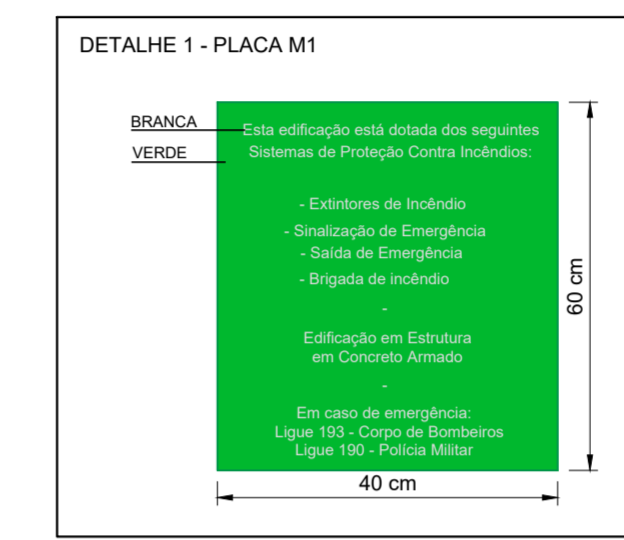 DETALHE 1 - PLACA M1
BRANCA
VERDE
Esta edificação está dotada dos seguintes
Sistemas de Proteção Contra Incêndios:
- Extintores de Incêndio
- Sinalização de Emergência
- Saída de Emergência
- Brigada de incêndio
-
Edificação em Estrutura
em Concreto Armado
-
Em caso de emergência:
Ligue 193 - Corpo de Bombeiros
Ligue 190 - Polícia Militar
60 cm
40 cm